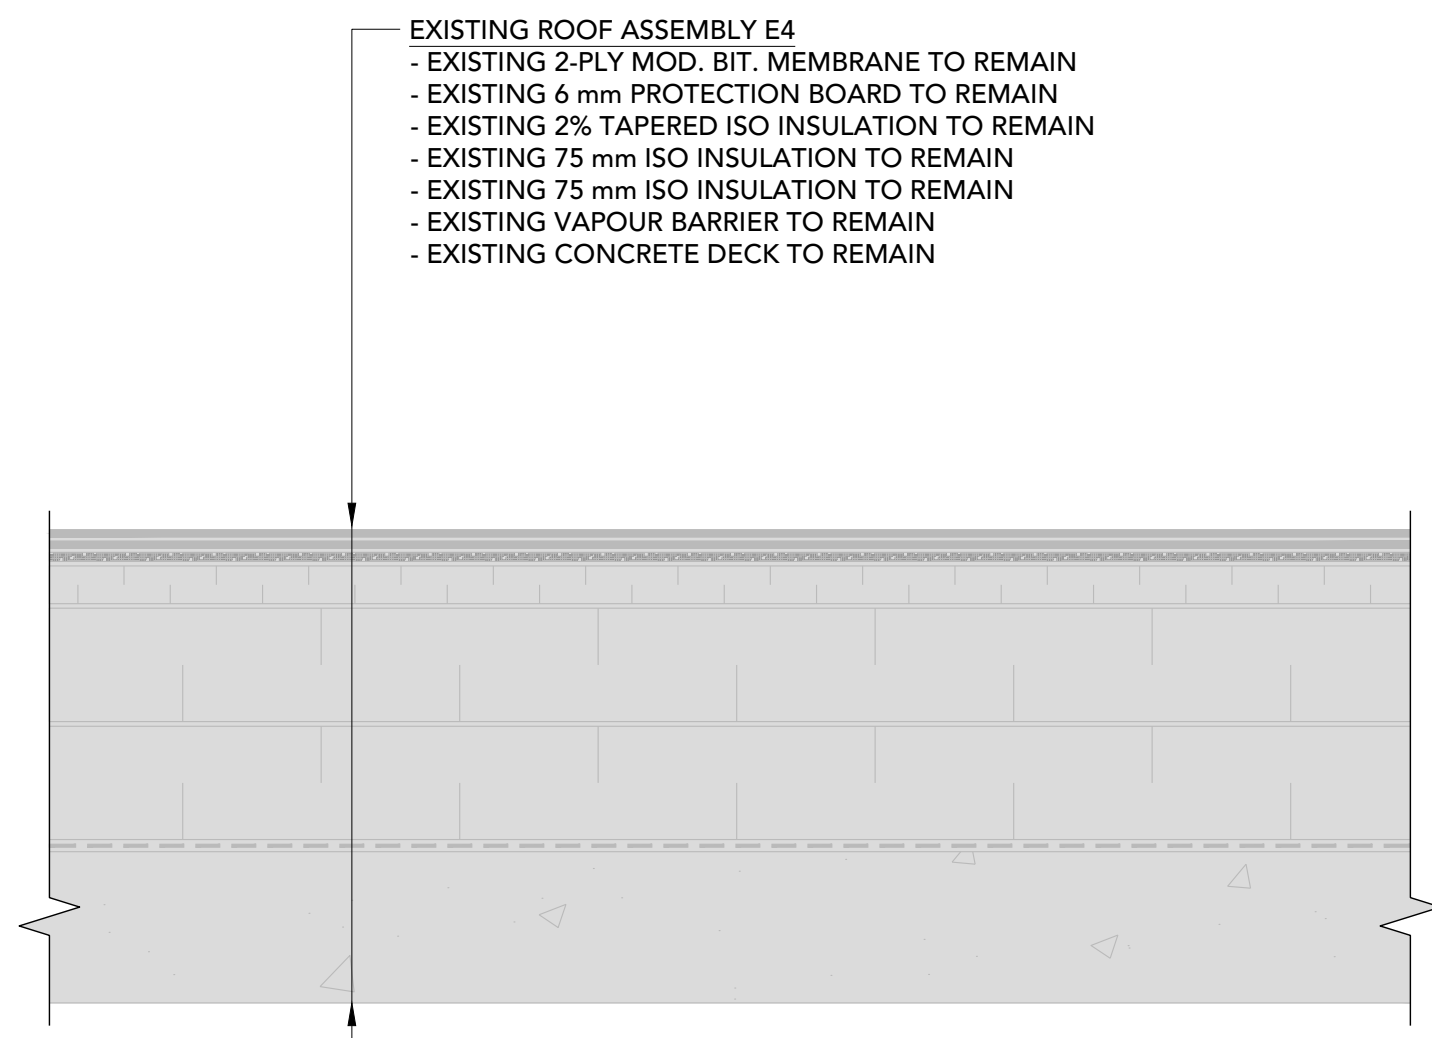 EXISTING ROOF ASSEMBLY E4
- EXISTING 2-PLY MOD. BIT. MEMBRANE TO REMAIN
- EXISTING 6 mm PROTECTION BOARD TO REMAIN
- EXISTING 2% TAPERED ISO INSULATION TO REMAIN
- EXISTING 75 mm ISO INSULATION TO REMAIN
- EXISTING 75 mm ISO INSULATION TO REMAIN
- EXISTING VAPOUR BARRIER TO REMAIN
- EXISTING CONCRETE DECK TO REMAIN